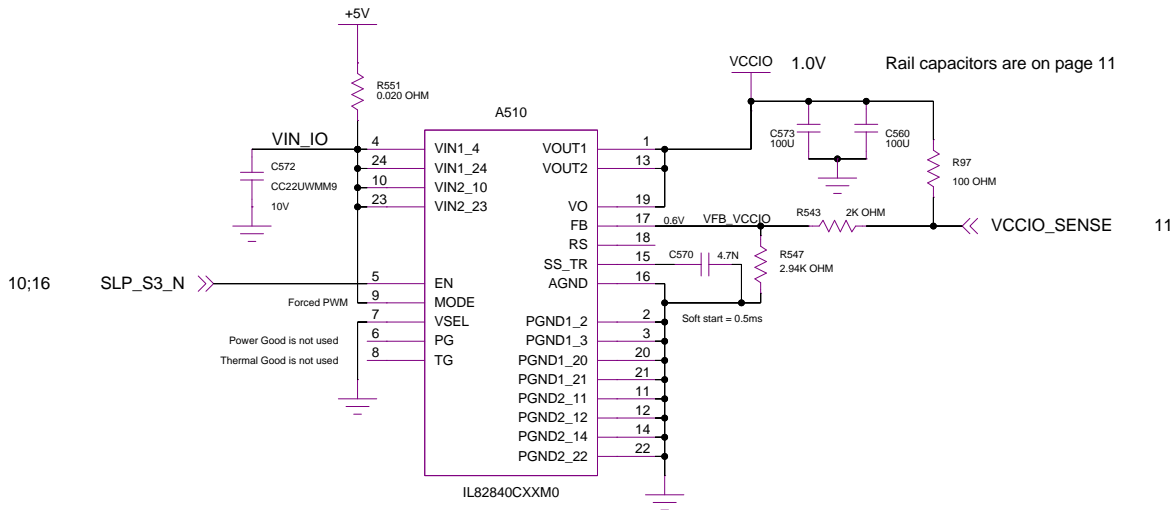 +5V
R551
0.020 OHM
VCCIO
1.0V
Rail capacitors are on page 11
A510
VIN_IO
C572
CC22UWMM9
10V
4
24
10
23
VIN1_4
VIN1_24
VIN2_10
VIN2_23
VOUT1
VOUT2
VO
FB
RS
SS_TR
AGND
1
13
19
17
18
15
16
0.6V
VFB_VCCIO
C573
100U
C560
100U
R97
100 OHM
R543
2K OHM
VCCIO_SENSE
11
C570
4.7N
R547
2.94K OHM
Soft start = 0.5ms
10;16
SLP_S3_N
Forced PWM
Power Good is not used
Thermal Good is not used
5
9
7
6
8
EN
MODE
VSEL
PG
TG
PGND1_2
PGND1_3
PGND1_20
PGND1_21
PGND2_11
PGND2_12
PGND2_14
PGND2_22
2
3
20
21
11
12
14
22
IL82840CXXM0